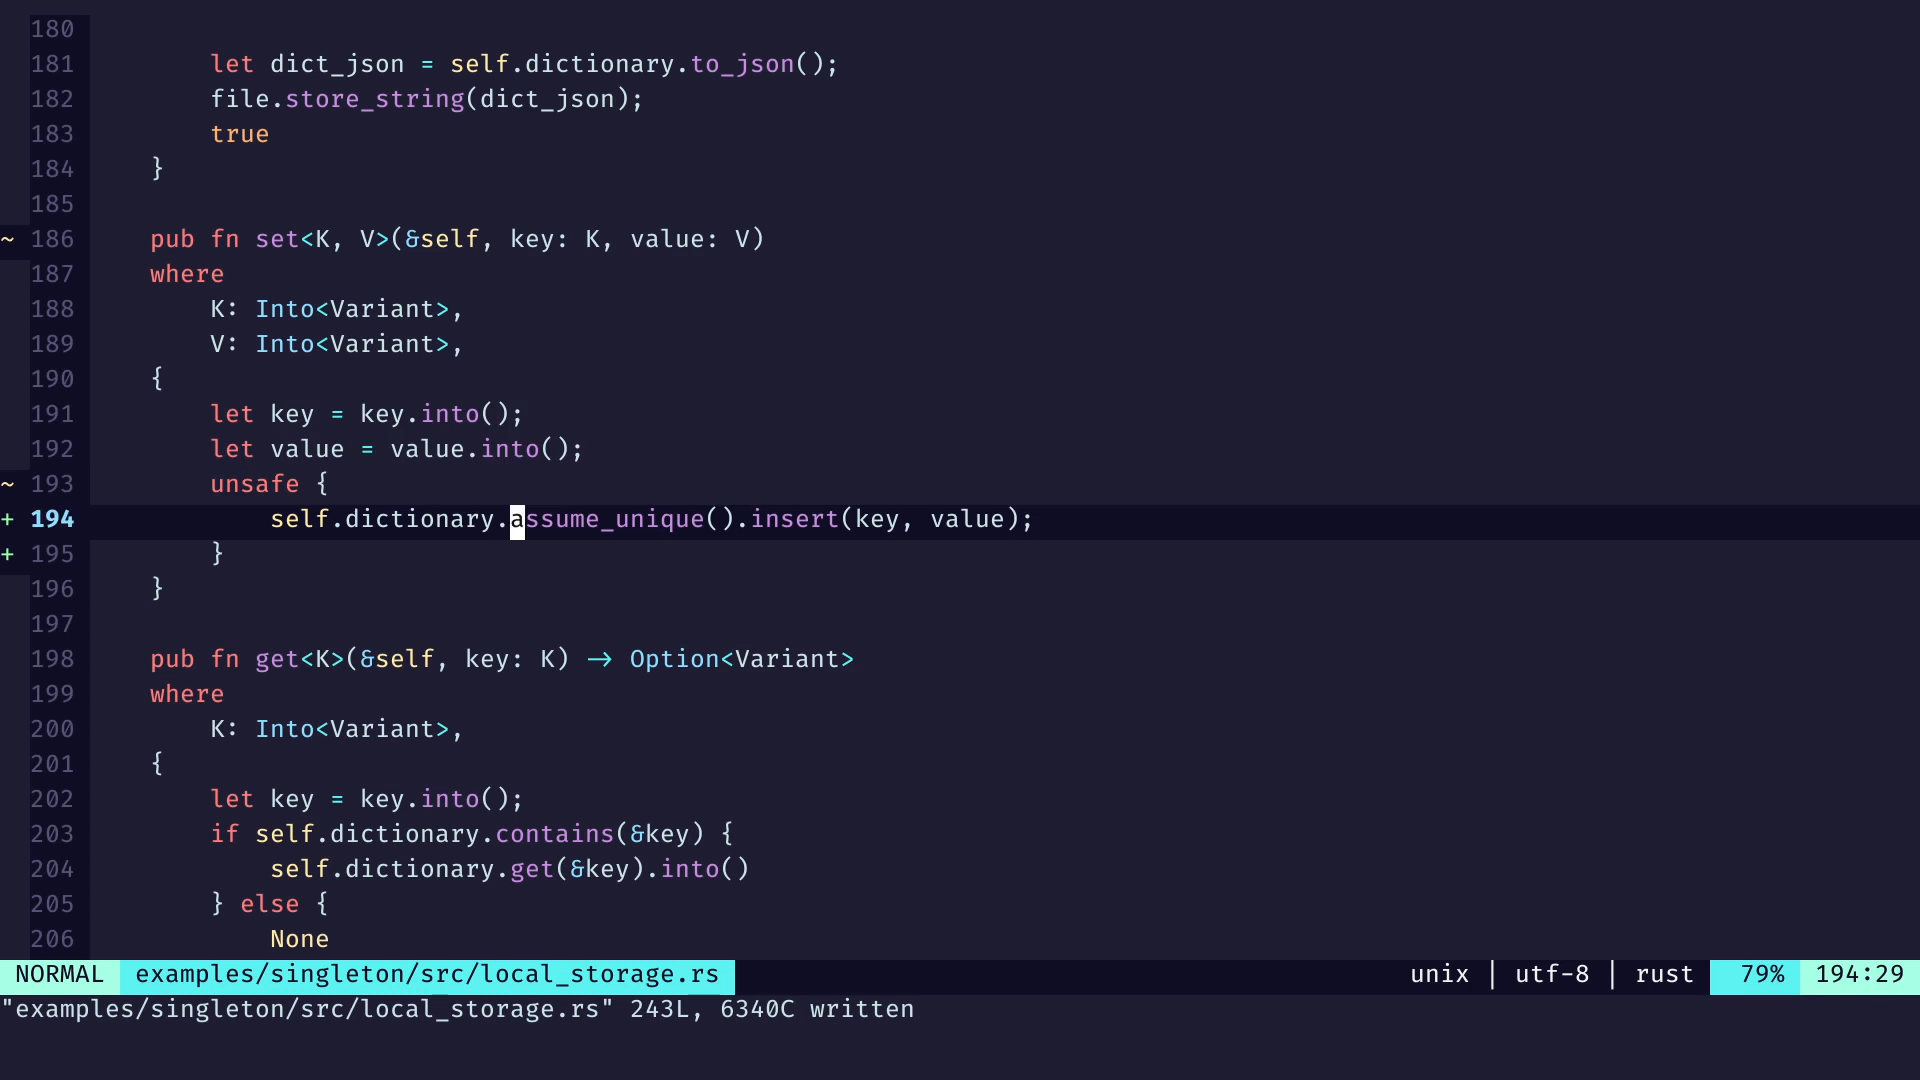 180
181         let dict_json = self.dictionary.to_json();
182         file.store_string(dict_json);
183         true
184     }
185
~ 186     pub fn set<K, V>(&self, key: K, value: V)
187     where
188         K: Into<Variant>,
189         V: Into<Variant>,
190     {
191         let key = key.into();
192         let value = value.into();
~ 193         unsafe {
+ 194             self.dictionary.assume_unique().insert(key, value);
+ 195         }
196     }
197
198     pub fn get<K>(&self, key: K) -> Option<Variant>
199     where
200         K: Into<Variant>,
201     {
202         let key = key.into();
203         if self.dictionary.contains(&key) {
204             self.dictionary.get(&key).into()
205         } else {
206             None
NORMAL examples/singleton/src/local_storage.rs unix | utf-8 | rust 79% 194:29
"examples/singleton/src/local_storage.rs" 243L, 6340C written